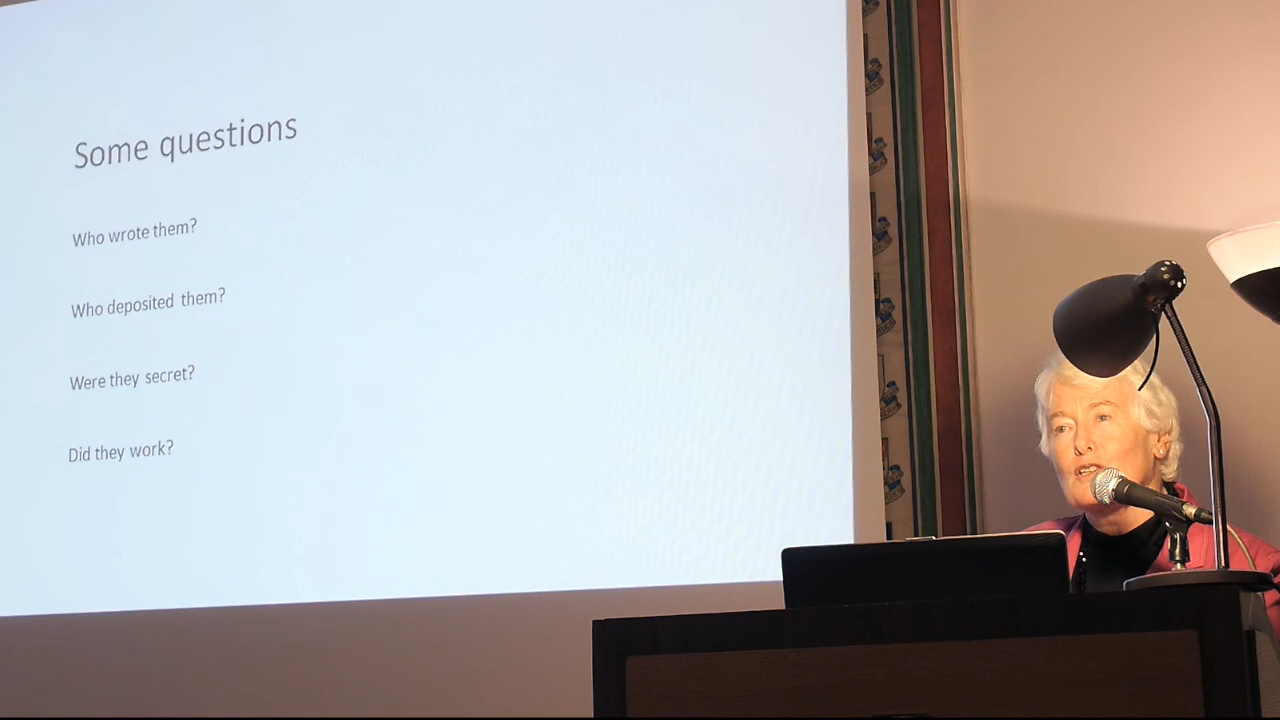 Some questions
Who wrote them?
Who deposited them?
Were they secret?
Did they work?